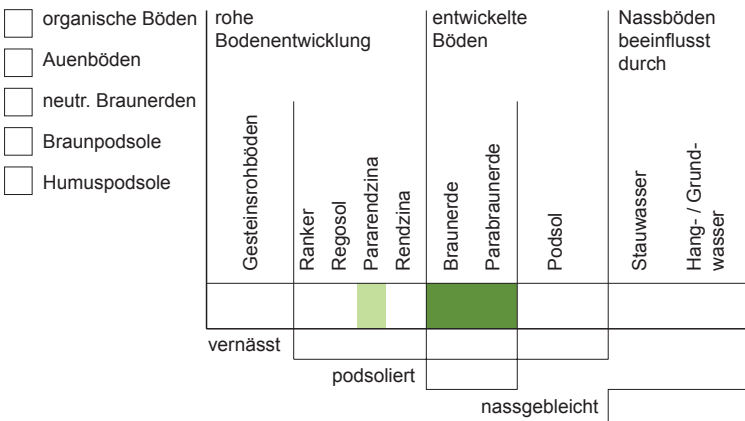 organische Böden
Auenböden
neutr. Braunerden
Braunpodsole
Humuspodsole
rohe
Bodenentwicklung
entwickelte
Böden
Nassböden
beeinflusst
durch
Gesteinsrohböden
Ranker
Regosol
Pararendzina
Rendzina
Braunerde
Parabraunerde
Podsol
Stauwasser
Hang- / Grund-
wasser
vernässt
podsoliert
nassgebleicht